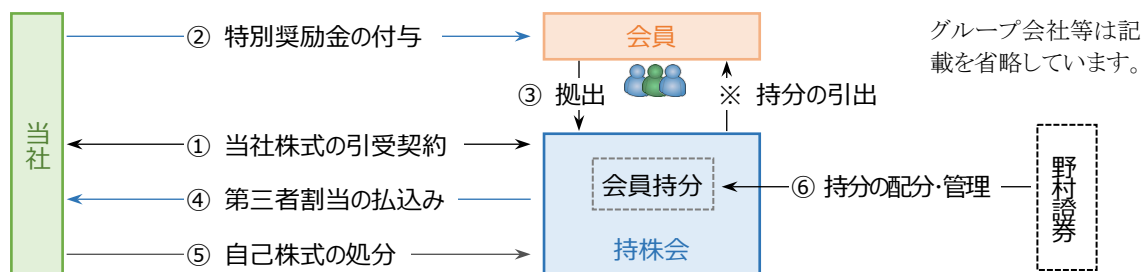 ② 特別奨励金の付与
会員
グループ会社等は記
載を省略しています。
③ 拠出
※ 持分の引出
当社
① 当社株式の引受契約
会員持分
⑥ 持分の配分・管理
野村證券
④ 第三者割当の払込み
⑤ 自己株式の処分
持株会